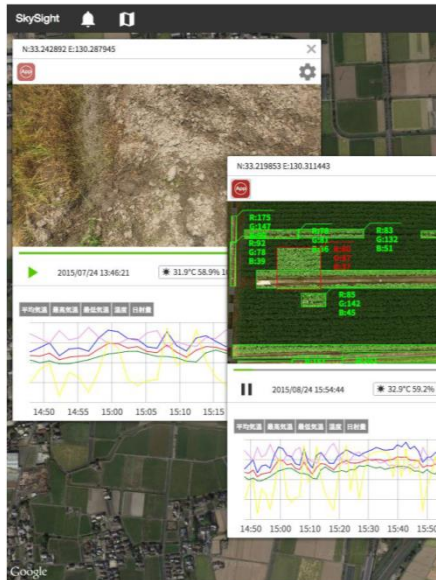 SkySight
N:33.242892 E:130.287945
App
2015/07/24 13:46:21
31.9°C 58.9%
平均気温 最高気温 最低気温 湿度 日射量
14:50 14:55 15:00 15:05 15:10 15:15
N:33.219853 E:130.311443
App
R:175
G:147
R:92
G:78
R:39
R:78
R:83
G:132
B:51
R:85
G:142
B:45
2015/08/24 15:54:44
32.9°C 59.2%
平均気温 最高気温 最低気温 湿度 日射量
14:50 15:00 15:10 15:20 15:30 15:40 15:50
Google